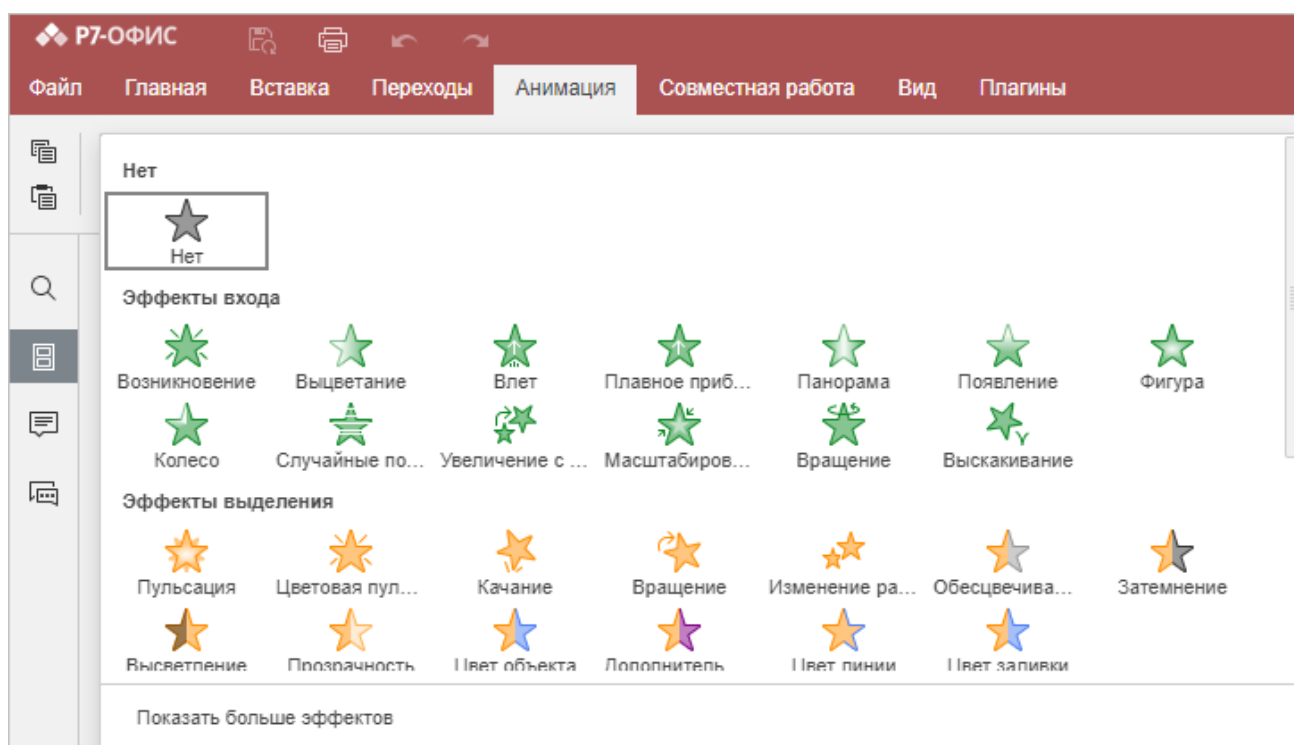 Р7-ОФИС
Файл Главная Вставка Переходы Анимация Совместная работа Вид Плагины
Нет
Нет
Эффекты входа
Возникновение Выцветание Влет Плавное приб... Панорама Появление Фигура
Колесо Случайные по... Увеличение с ... Масштабиров... Вращение Выскакивание
Эффекты выделения
Пульсация Цветовая пул... Качание Вращение Изменение ра... Обесцвечива... Затемнение
Высветление Прозрачность Цвет объекта Дополнитель Цвет линии Цвет заливки
Показать больше эффектов